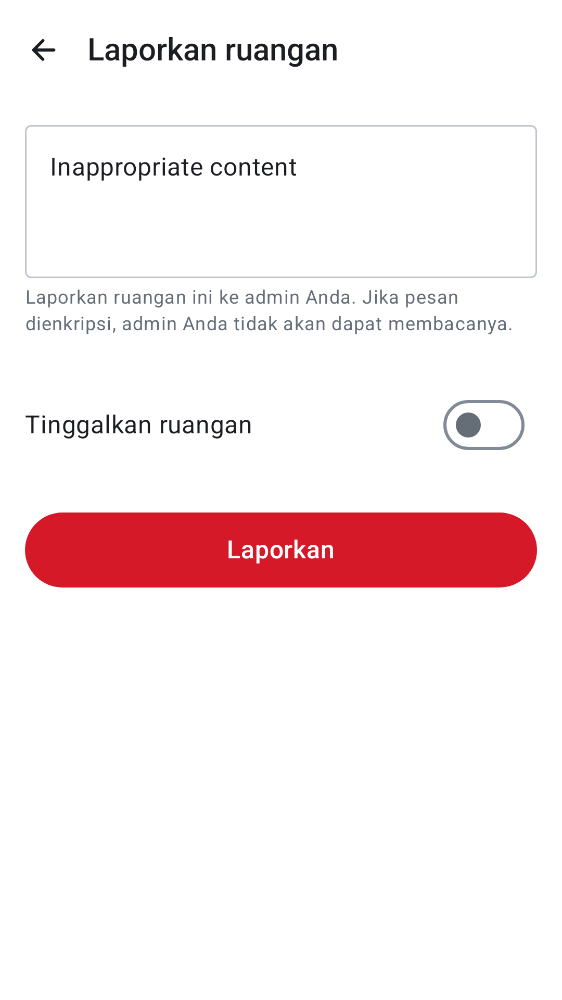 Laporkan ruangan
Inappropriate content
Laporkan ruangan ini ke admin Anda. Jika pesan
dienkripsi, admin Anda tidak akan dapat membacanya.
Tinggalkan ruangan
Laporkan